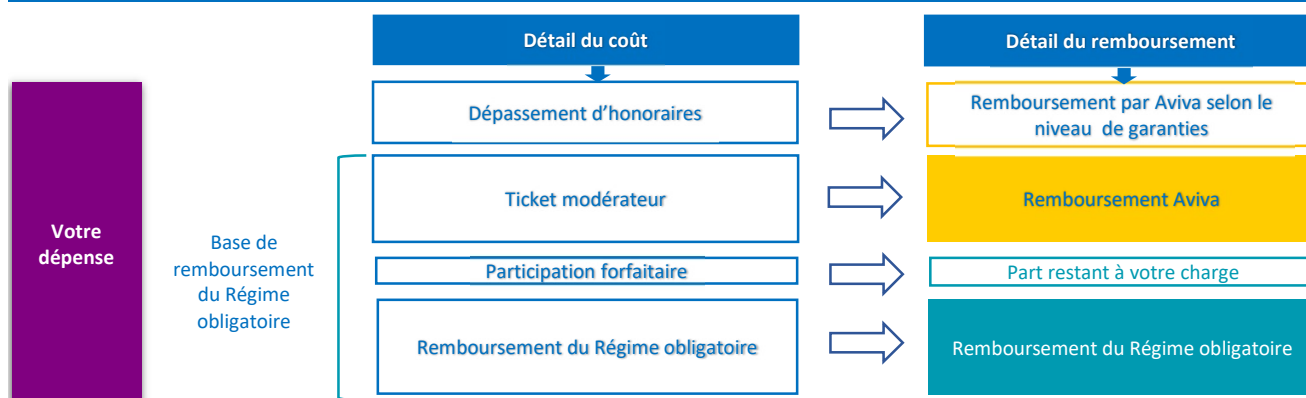 Détail du coût
Détail du remboursement
Dépassement d’honoraires
Remboursement par Aviva selon le
niveau de garanties
Ticket modérateur
Remboursement Aviva
Votre
dépense
Base de
remboursement
du Régime
obligatoire
Participation forfaitaire
Part restant à votre charge
Remboursement du Régime obligatoire
Remboursement du Régime obligatoire